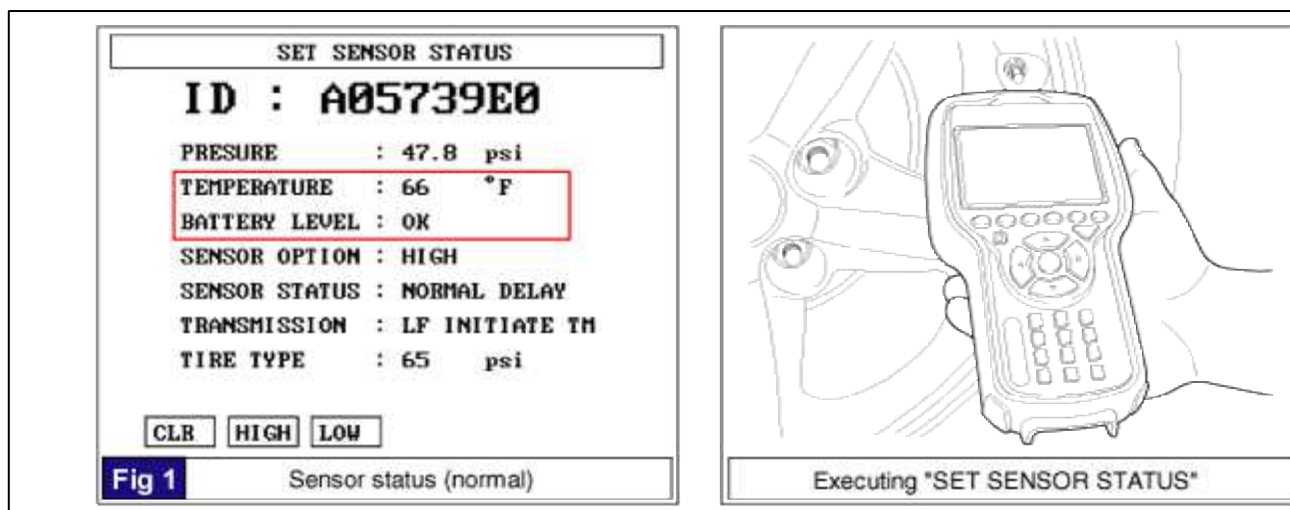 SET SENSOR STATUS
ID : A05739E0
PRESURE : 47.8 psi
TEMPERATURE : 66 °F
BATTERY LEVEL : OK
SENSOR OPTION : HIGH
SENSOR STATUS : NORMAL DELAY
TRANSMISSION : LF INITIATE TM
TIRE TYPE : 65 psi
CLR HIGH LOW
Fig 1 Sensor status (normal)
Executing "SET SENSOR STATUS"